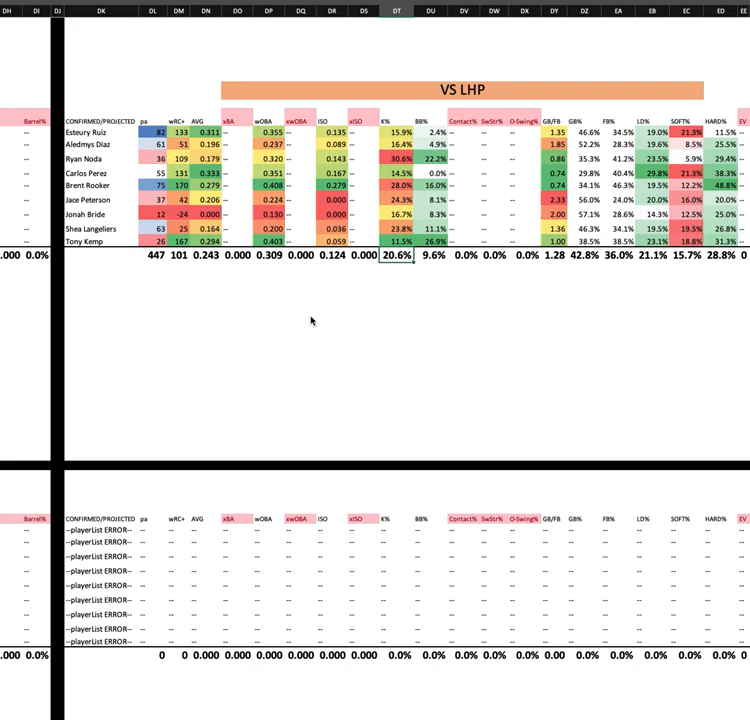 DH DI DJ DK DL DM DN DO DP DQ DR DS DT DU DV DW DX DY DZ EA EB EC ED EE
VS LHP
Barrel% CONFIRMED/PROJECTED pa wRC+ AVG xBA wOBA xwOBA ISO xISO K% BB% Contact% SwStr% O-Swing% GB/FB GB% FB% LD% SOFT% HARD% EV
-- Esteury Ruiz 82 133 0.311 -- 0.355 -- 0.135 -- 15.9% 2.4% -- -- -- 1.35 46.6% 34.5% 19.0% 21.3% 11.5% --
-- Aledmys Diaz 61 51 0.196 -- 0.237 -- 0.089 -- 16.4% 4.9% -- -- -- 1.85 52.2% 28.3% 19.6% 8.5% 25.5% --
-- Ryan Noda 36 109 0.179 -- 0.320 -- 0.143 -- 30.6% 22.2% -- -- -- 0.86 35.3% 41.2% 23.5% 5.9% 29.4% --
-- Carlos Perez 55 131 0.333 -- 0.351 -- 0.167 -- 14.5% 0.0% -- -- -- 0.74 29.8% 40.4% 29.8% 21.3% 38.3% --
-- Brent Rooker 75 170 0.279 -- 0.408 -- 0.279 -- 28.0% 16.0% -- -- -- 0.74 34.1% 46.3% 19.5% 12.2% 48.8% --
-- Jace Peterson 37 42 0.206 -- 0.224 -- 0.000 -- 24.3% 8.1% -- -- -- 2.33 56.0% 24.0% 20.0% 16.0% 20.0% --
-- Jonah Bride 12 -24 0.000 -- 0.130 -- 0.000 -- 16.7% 8.3% -- -- -- 2.00 57.1% 28.6% 14.3% 12.5% 25.0% --
-- Shea Langeliers 63 25 0.164 -- 0.200 -- 0.036 -- 23.8% 11.1% -- -- -- 1.36 46.3% 34.1% 19.5% 19.5% 26.8% --
-- Tony Kemp 26 167 0.294 -- 0.403 -- 0.059 -- 11.5% 26.9% -- -- -- 1.00 38.5% 38.5% 23.1% 18.8% 31.3% --
.000 0.0% 447 101 0.243 0.000 0.309 0.000 0.124 0.000 20.6% 9.6% 0.0% 0.0% 0.0% 1.28 42.8% 36.0% 21.1% 15.7% 28.8% 0
Barrel% CONFIRMED/PROJECTED pa wRC+ AVG xBA wOBA xwOBA ISO xISO K% BB% Contact% SwStr% O-Swing% GB/FB GB% FB% LD% SOFT% HARD% EV
-- --playerList ERROR-- -- -- -- -- -- -- -- -- -- -- -- -- -- -- -- -- -- -- -- --
-- --playerList ERROR-- -- -- -- -- -- -- -- -- -- -- -- -- -- -- -- -- -- -- -- --
-- --playerList ERROR-- -- -- -- -- -- -- -- -- -- -- -- -- -- -- -- -- -- -- -- --
-- --playerList ERROR-- -- -- -- -- -- -- -- -- -- -- -- -- -- -- -- -- -- -- -- --
-- --playerList ERROR-- -- -- -- -- -- -- -- -- -- -- -- -- -- -- -- -- -- -- -- --
-- --playerList ERROR-- -- -- -- -- -- -- -- -- -- -- -- -- -- -- -- -- -- -- -- --
-- --playerList ERROR-- -- -- -- -- -- -- -- -- -- -- -- -- -- -- -- -- -- -- -- --
-- --playerList ERROR-- -- -- -- -- -- -- -- -- -- -- -- -- -- -- -- -- -- -- -- --
-- --playerList ERROR-- -- -- -- -- -- -- -- -- -- -- -- -- -- -- -- -- -- -- -- --
.000 0.0% 0 0 0.000 0.000 0.000 0.000 0.000 0.000 0.0% 0.0% 0.0% 0.0% 0.0% 0.00 0.0% 0.0% 0.0% 0.0% 0.0% 0